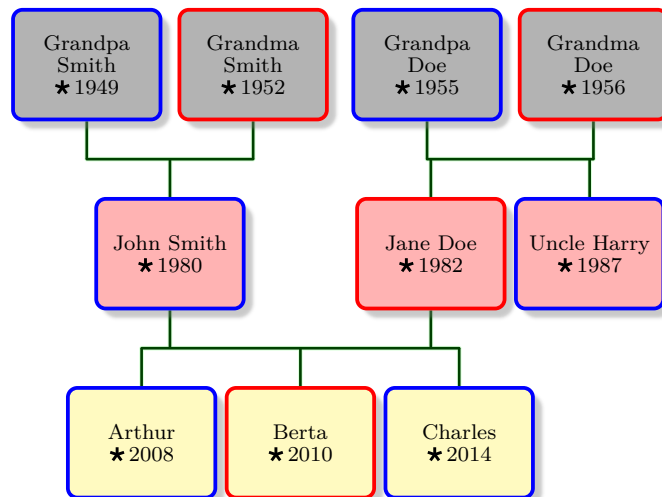 Grandpa
Smith
★ 1949
Grandma
Smith
★ 1952
Grandpa
Doe
★ 1955
Grandma
Doe
★ 1956
John Smith
★ 1980
Jane Doe
★ 1982
Uncle Harry
★ 1987
Arthur
★ 2008
Berta
★ 2010
Charles
★ 2014